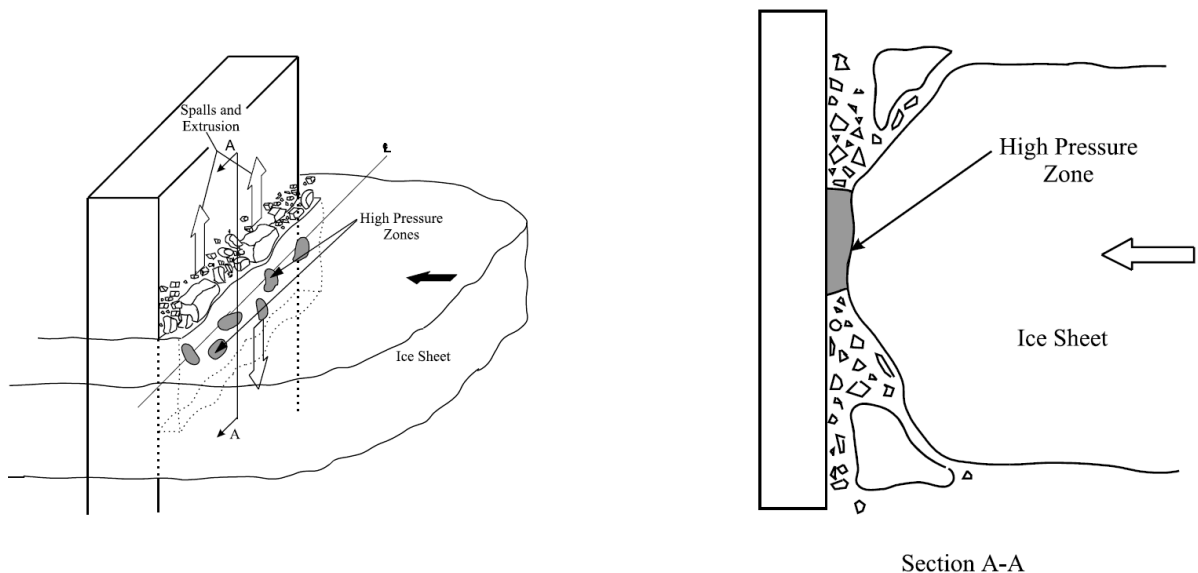 Spalls and
Extrusion
A
℄
High Pressure
Zones
Ice Sheet
A
High Pressure
Zone
Ice Sheet
Section A-A